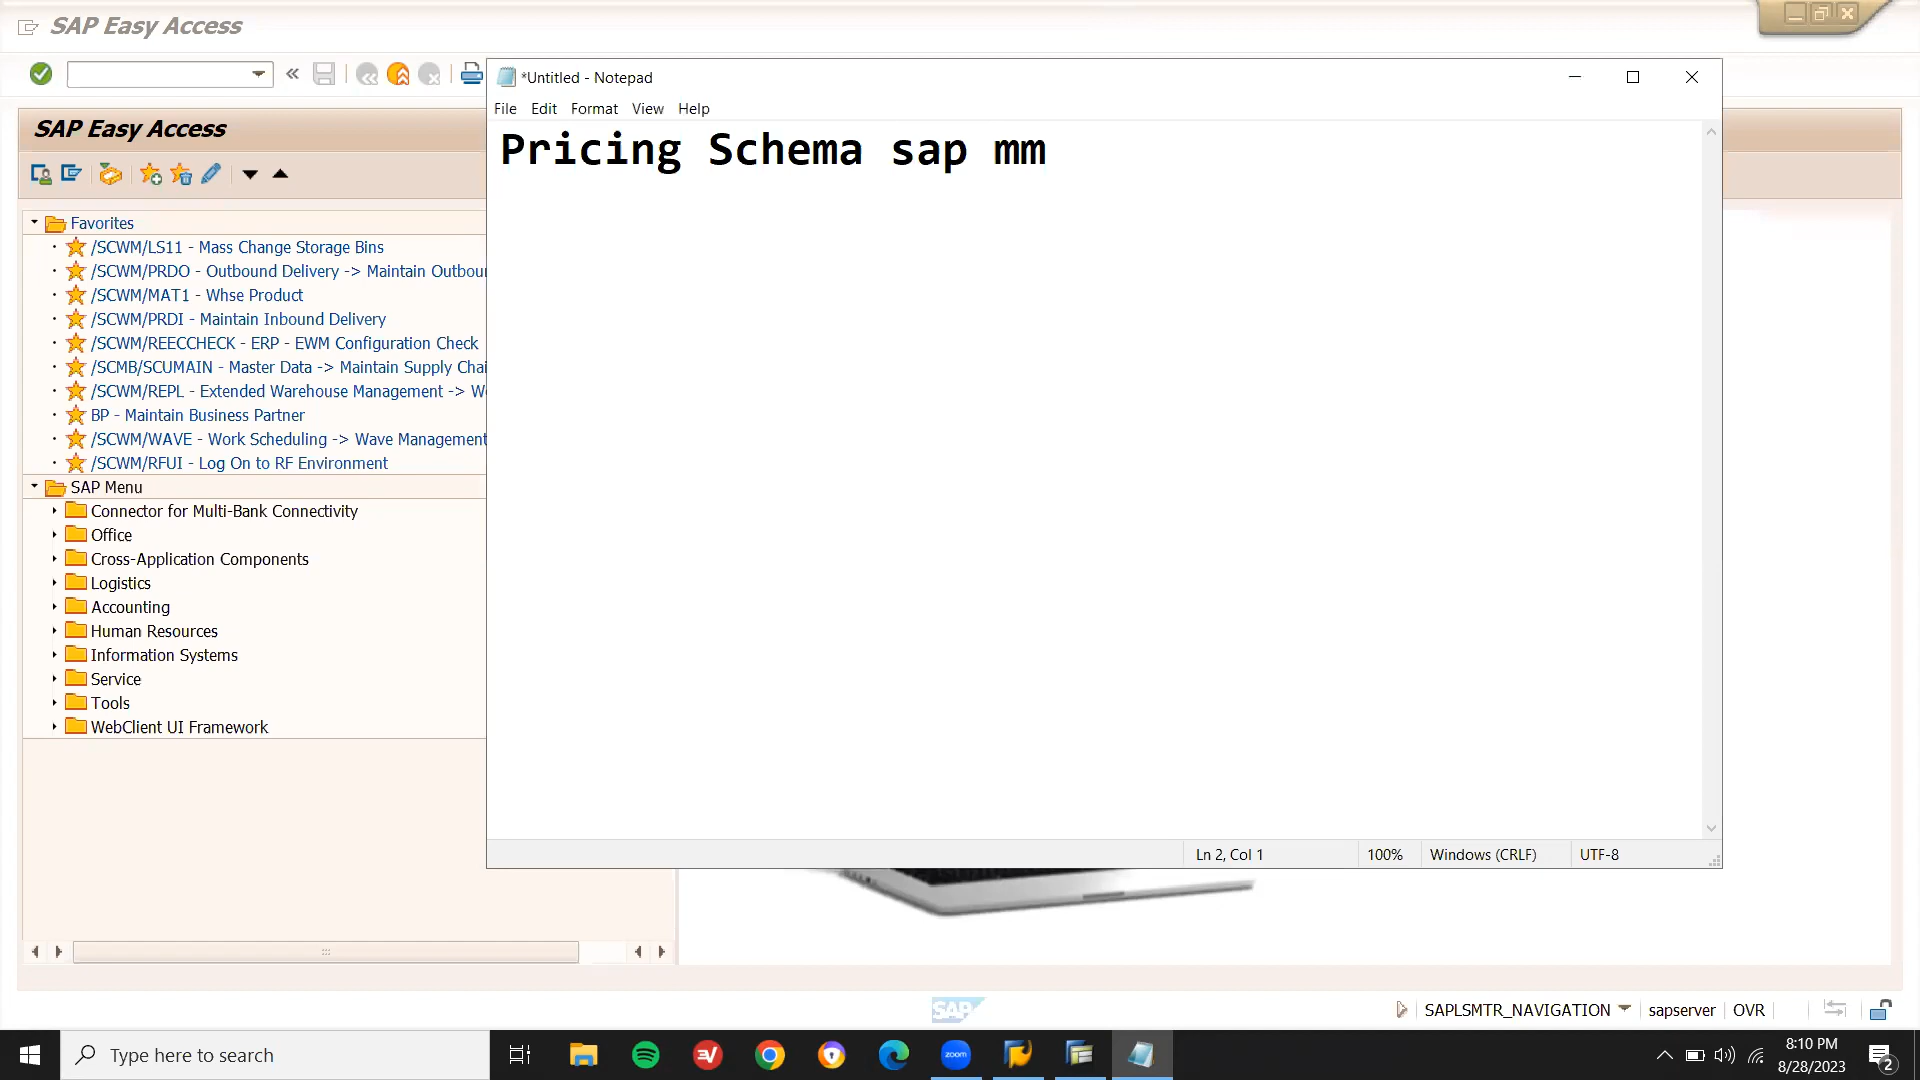 SAP Easy Access
*Untitled - Notepad
File Edit Format View Help
SAP Easy Access
Pricing Schema sap mm
Favorites
/SCWM/LS11 - Mass Change Storage Bins
/SCWM/PRDO - Outbound Delivery -> Maintain Outbour
/SCWM/MAT1 - Whse Product
/SCWM/PRDI - Maintain Inbound Delivery
/SCWM/REECCHECK - ERP - EWM Configuration Check
/SCMB/SCUMAIN - Master Data -> Maintain Supply Chai
/SCWM/REPL - Extended Warehouse Management -> W
BP - Maintain Business Partner
/SCWM/WAVE - Work Scheduling -> Wave Management
/SCWM/RFUI - Log On to RF Environment
SAP Menu
Connector for Multi-Bank Connectivity
Office
Cross-Application Components
Logistics
Accounting
Human Resources
Information Systems
Service
Tools
WebClient UI Framework
Ln 2, Col 1 100% Windows (CRLF) UTF-8
SAP
SAPLSMTR_NAVIGATION sapserver OVR
Type here to search
zoom
8:10 PM
8/28/2023
2